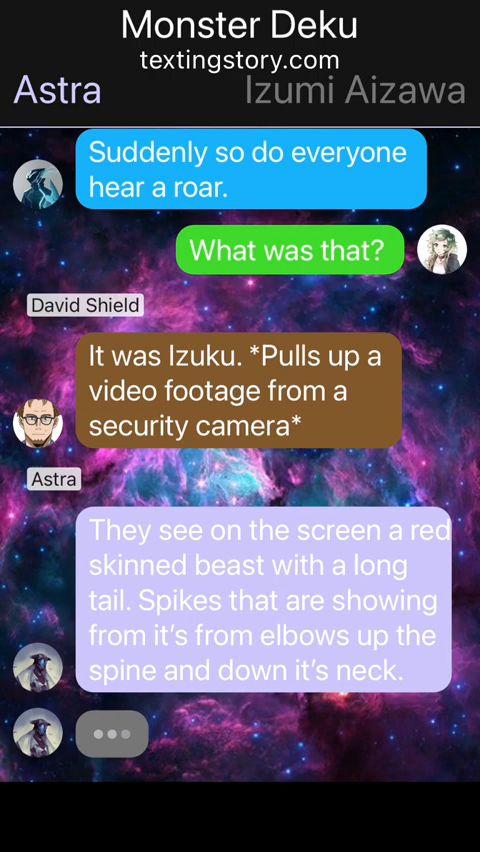 Monster Deku
textingstory.com
Astra
Izumi Aizawa
Suddenly so do everyone
hear a roar.
What was that?
David Shield
It was Izuku. *Pulls up a
video footage from a
security camera*
Astra
They see on the screen a red
skinned beast with a long
tail. Spikes that are showing
from it’s from elbows up the
spine and down it’s neck.